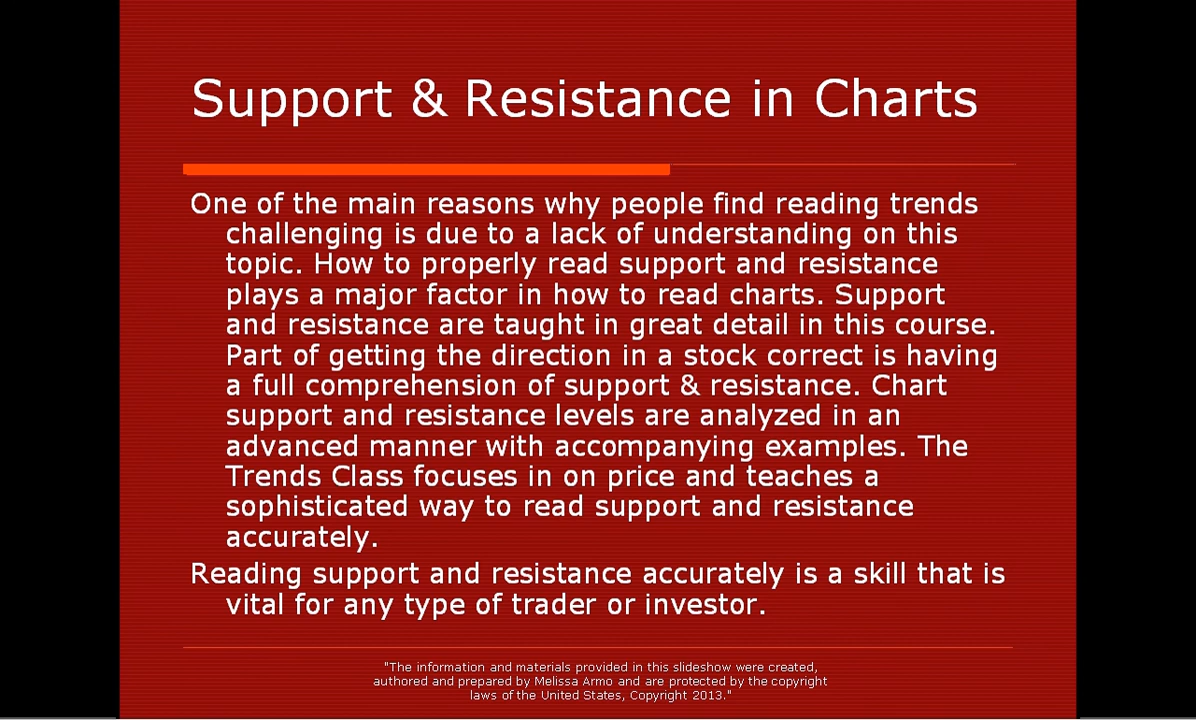 Support & Resistance in Charts
One of the main reasons why people find reading trends
challenging is due to a lack of understanding on this
topic. How to properly read support and resistance
plays a major factor in how to read charts. Support
and resistance are taught in great detail in this course.
Part of getting the direction in a stock correct is having
a full comprehension of support & resistance. Chart
support and resistance levels are analyzed in an
advanced manner with accompanying examples. The
Trends Class focuses in on price and teaches a
sophisticated way to read support and resistance
accurately.
Reading support and resistance accurately is a skill that is
vital for any type of trader or investor.
"The information and materials provided in this slideshow were created,
authored and prepared by Melissa Armo and are protected by the copyright
laws of the United States, Copyright 2013."